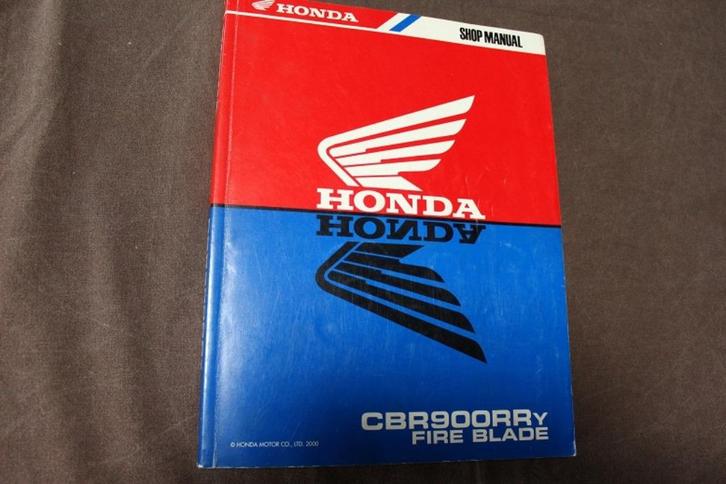 HONDA
SHOP MANUAL
HONDA
HONDA
CBR900RRY
FIRE BLADE
© HONDA MOTOR CO., LTD. 2000